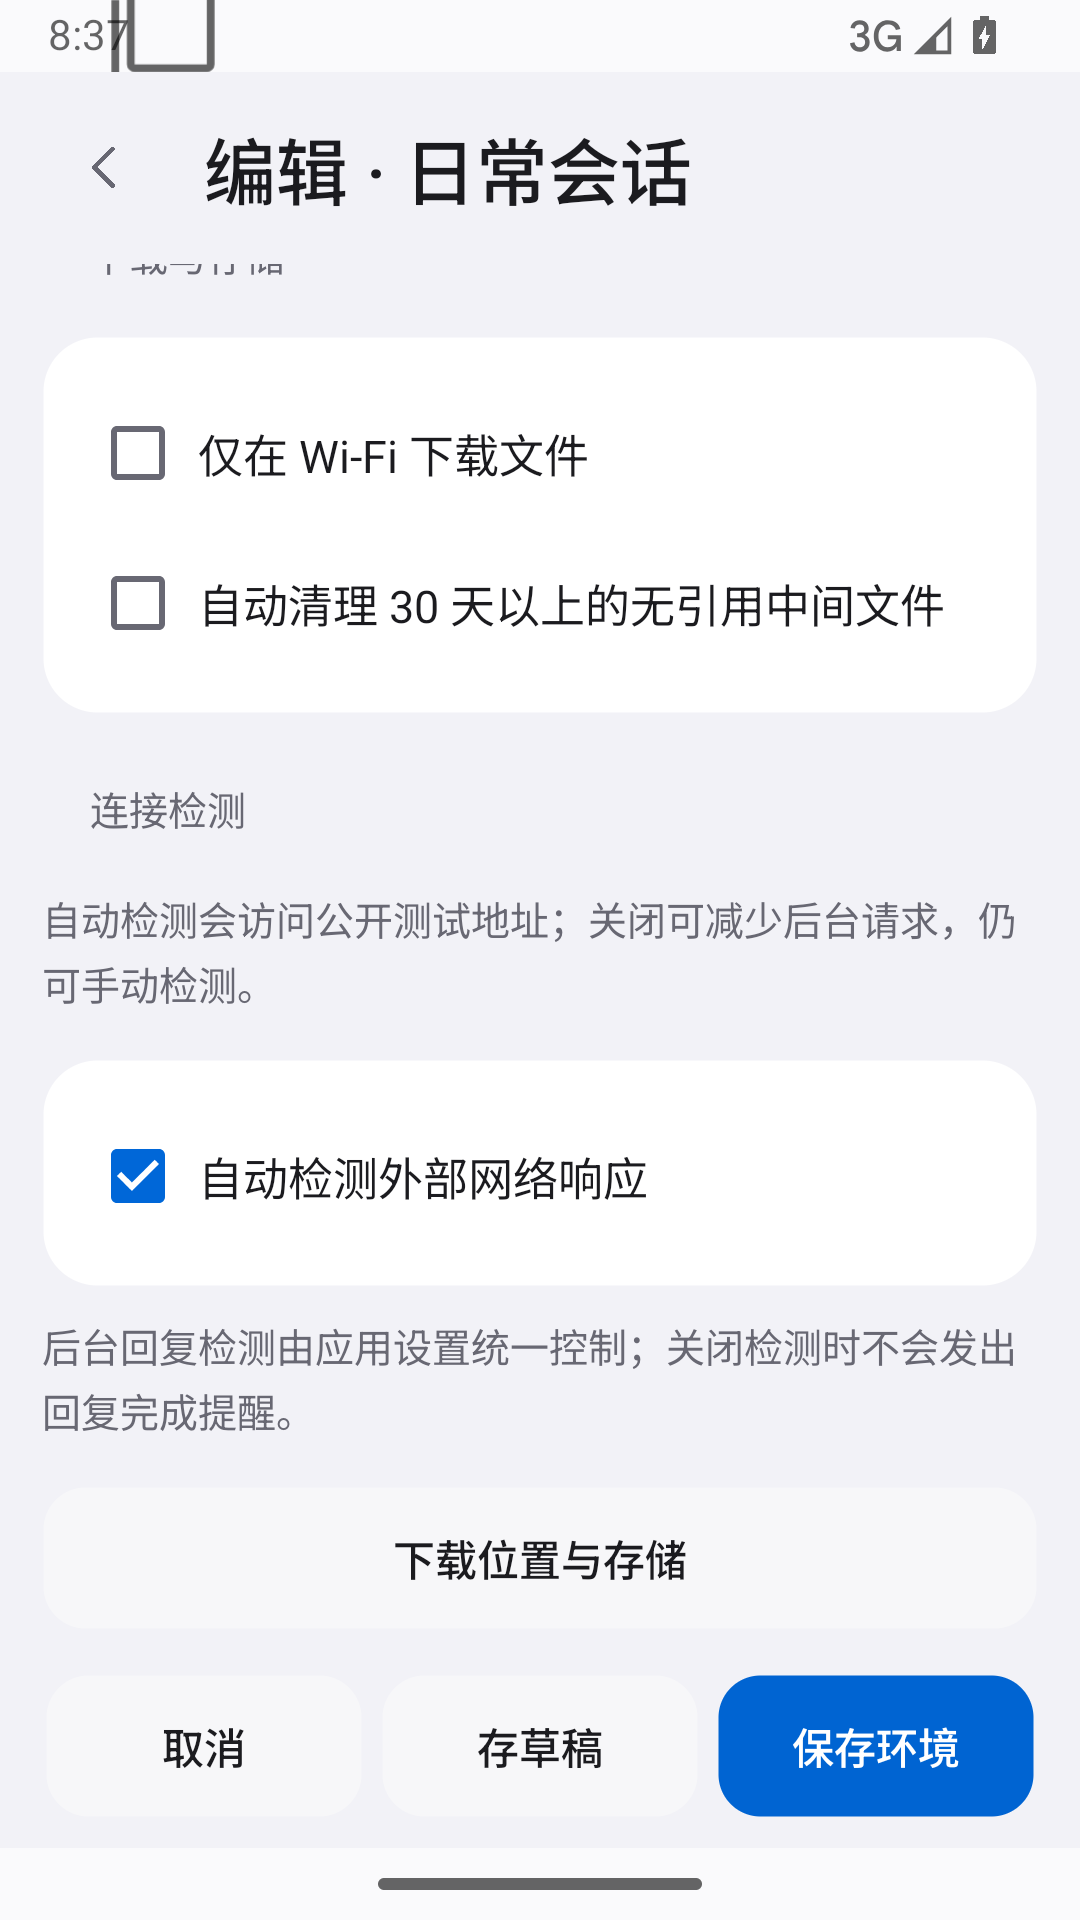 8:37
3G
编辑 · 日常会话
下载与存储
仅在 Wi-Fi 下载文件
自动清理 30 天以上的无引用中间文件
连接检测
自动检测会访问公开测试地址；关闭可减少后台请求，仍
可手动检测。
自动检测外部网络响应
后台回复检测由应用设置统一控制；关闭检测时不会发出
回复完成提醒。
下载位置与存储
取消
存草稿
保存环境